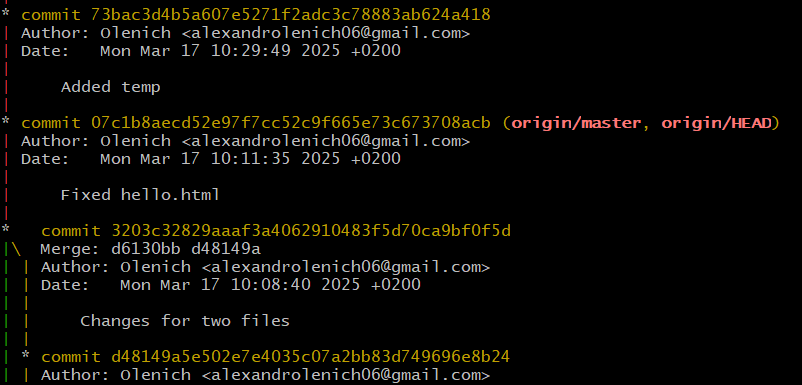 * commit 73bac3d4b5a607e5271f2adc3c78883ab624a418
| Author: Olenich <alexandrolenich06@gmail.com>
| Date:   Mon Mar 17 10:29:49 2025 +0200
|
|     Added temp
|
* commit 07c1b8aecd52e97f7cc52c9f665e73c673708acb (origin/master, origin/HEAD)
| Author: Olenich <alexandrolenich06@gmail.com>
| Date:   Mon Mar 17 10:11:35 2025 +0200
|
|     Fixed hello.html
|
*   commit 3203c32829aaaf3a4062910483f5d70ca9bf0f5d
|\  Merge: d6130bb d48149a
| | Author: Olenich <alexandrolenich06@gmail.com>
| | Date:   Mon Mar 17 10:08:40 2025 +0200
| |
| |     Changes for two files
| |
| * commit d48149a5e502e7e4035c07a2bb83d749696e8b24
| | Author: Olenich <alexandrolenich06@gmail.com>